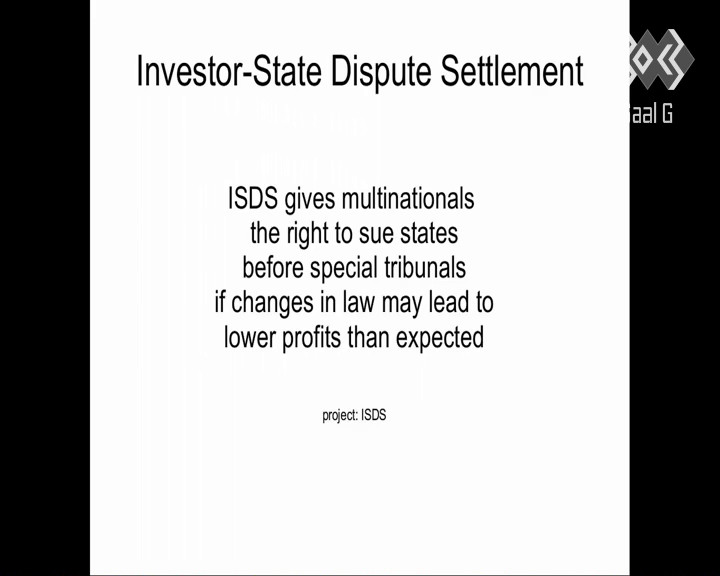 Investor-State Dispute Settlement
ISDS gives multinationals
the right to sue states
before special tribunals
if changes in law may lead to
lower profits than expected
project: ISDS